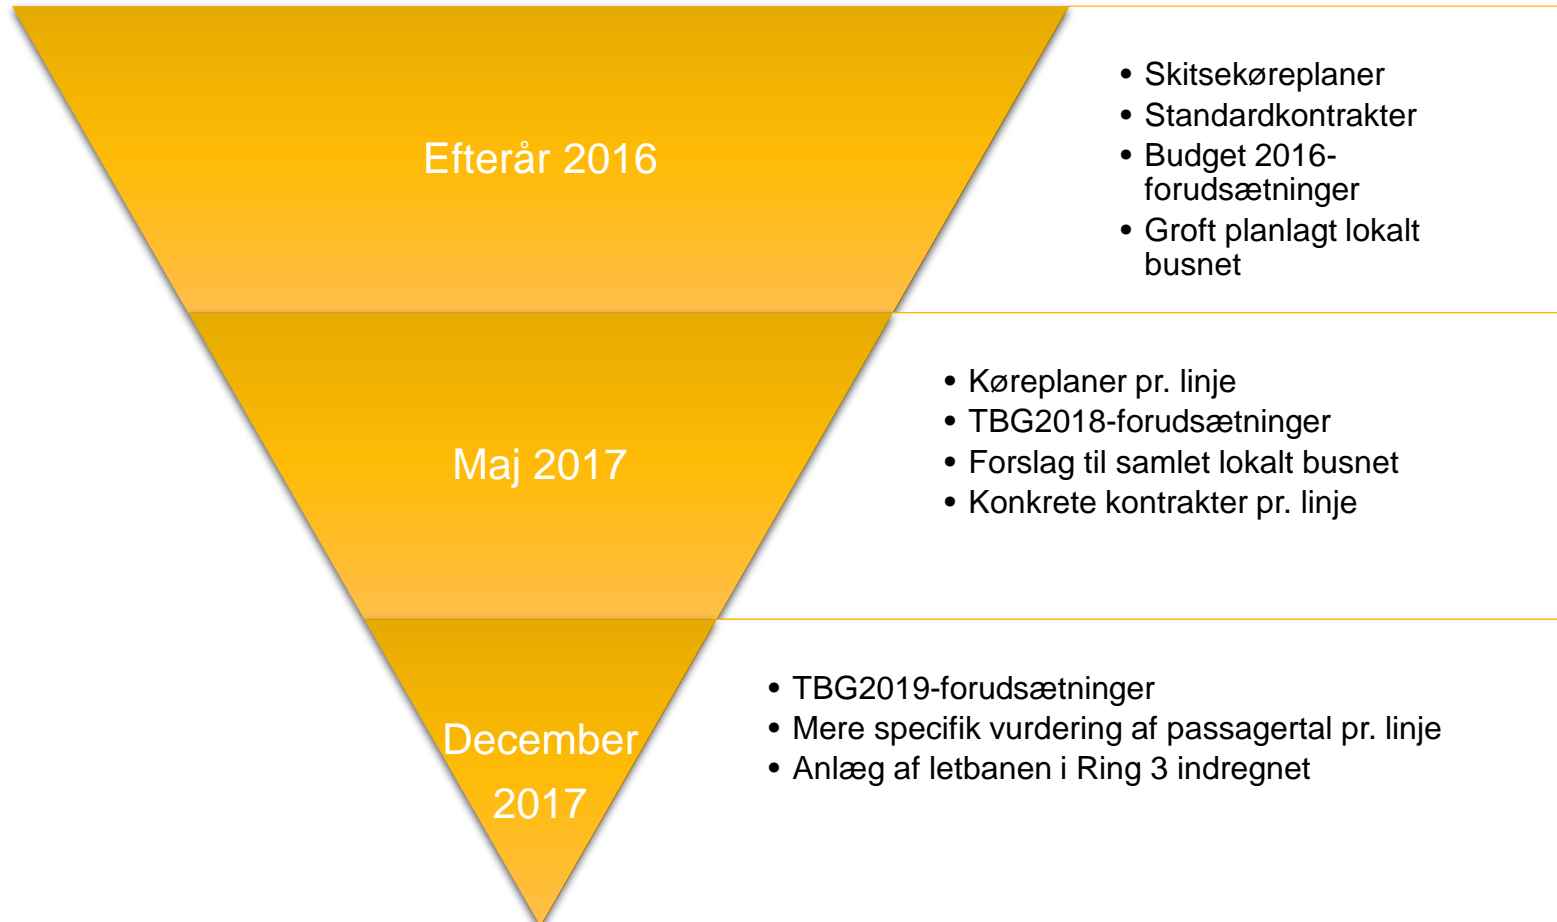 Efterår 2016
• Skitsekøreplaner
• Standardkontrakter
• Budget 2016-
forudsætninger
• Groft planlagt lokalt
busnet
Maj 2017
• Køreplaner pr. linje
• TBG2018-forudsætninger
• Forslag til samlet lokalt busnet
• Konkrete kontrakter pr. linje
December
2017
• TBG2019-forudsætninger
• Mere specifik vurdering af passagertal pr. linje
• Anlæg af letbanen i Ring 3 indregnet